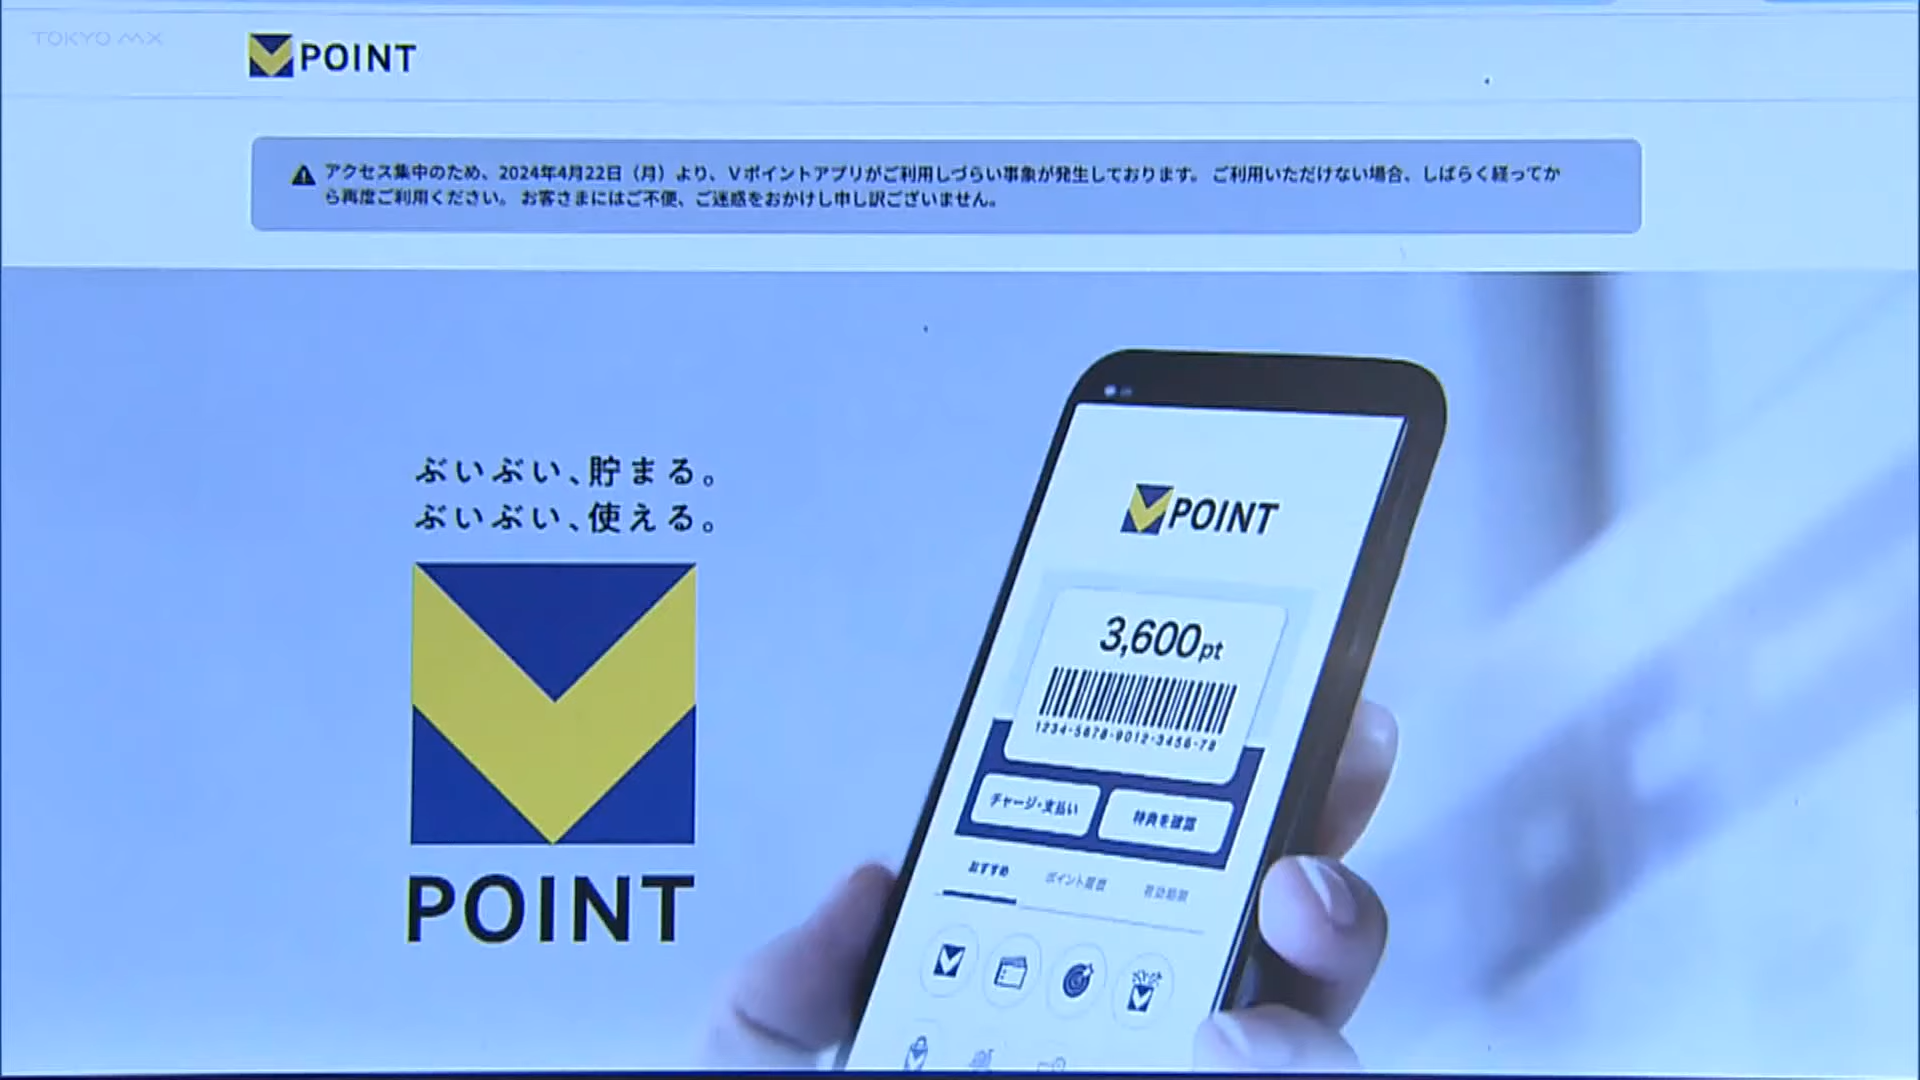 TOKYO MX
POINT
アクセス集中のため、2024年4月22日（月）より、Vポイントアプリがご利用しづらい事象が発生しております。 ご利用いただけない場合、しばらく経ってか
ら再度ご利用ください。 お客さまにはご不便、ご迷惑をおかけし申し訳ございません。
ぶいぶい、貯まる。
ぶいぶい、使える。
POINT
POINT
3,600pt
1234-5678-9012-3456-78
チャージ・支払い
特典を確認
おすすめ
ポイント履歴
有効期限